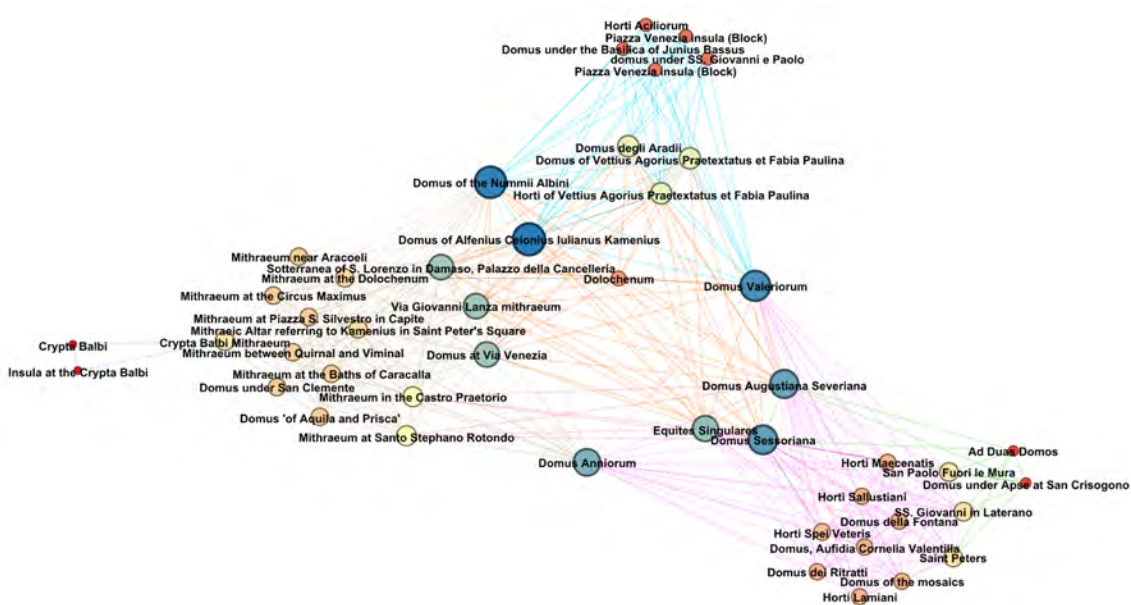 Horti Aciliorum
Piazza Venezia Insula (Block)
Domus under the Basilica of Junius Bassus
domus under SS. Giovanni e Paolo
Piazza Venezia Insula (Block)
Domus degli Aradii
Domus of Vettius Agorius Praetextatus et Fabia Paulina
Domus of the Nummii Albini
Horti of Vettius Agorius Praetextatus et Fabia Paulina
Domus of Alfenius Ceionius Iulianus Kamenius
Mithraeum near Aracoeli
Sotterranea of S. Lorenzo in Damaso, Palazzo della Cancelleria
Mithraeum at the Dolochenum
Dolochenum
Domus Valeriorum
Mithraeum at the Circus Maximus
Via Giovanni Lanza mithraeum
Mithraeum at Piazza S. Silvestro in Capite
Mithraeic Altar referring to Kamenius in Saint Peter's Square
Crypta Balbi
Crypta Balbi Mithraeum
Mithraeum between Quirnal and Viminal
Domus at Via Venezia
Insula at the Crypta Balbi
Mithraeum at the Baths of Caracalla
Domus under San Clemente
Domus Augustiana Severiana
Mithraeum in the Castro Praetorio
Domus 'of Aquila and Prisca'
Equites Singulares
Mithraeum at Santo Stephano Rotondo
Domus Sessoriana
Ad Duas Domos
Domus Anniorum
Horti Maecenatis
San Paolo Fuori le Mura
Domus under Apse at San Crisogono
Horti Sallustiani
SS. Giovanni in Laterano
Domus della Fontana
Horti Spei Veteris
Domus, Aufidia Cornelia Valentilla
Saint Peters
Domus dei Ritratti
Domus of the mosaics
Horti Lamiani